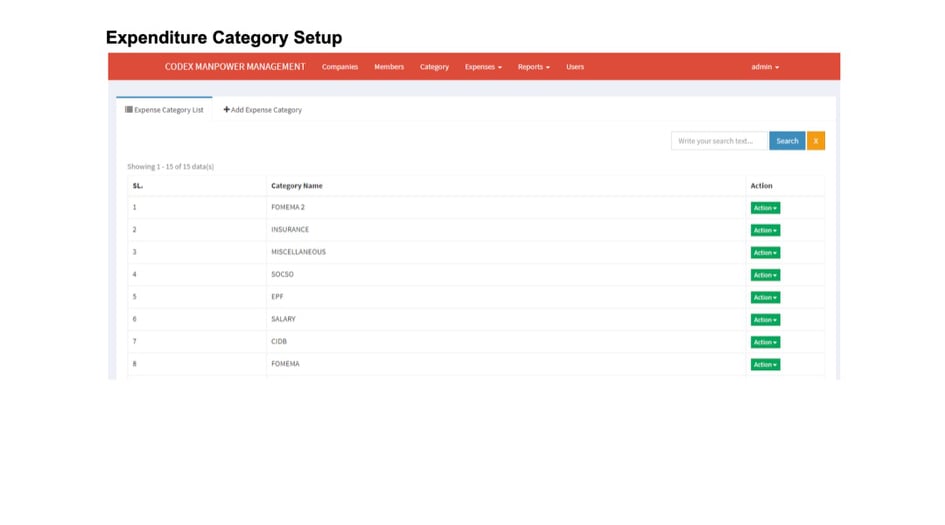 Expenditure Category Setup
CODEX MANPOWER MANAGEMENT Companies Members Category Expenses Reports Users admin
Expense Category List Add Expense Category
Write your search text... Search X
Showing 1 - 15 of 15 data(s)
SL. Category Name Action
1 FOMEMA 2 Action
2 INSURANCE Action
3 MISCELLANEOUS Action
4 SOCSO Action
5 EPF Action
6 SALARY Action
7 CIDB Action
8 FOMEMA Action